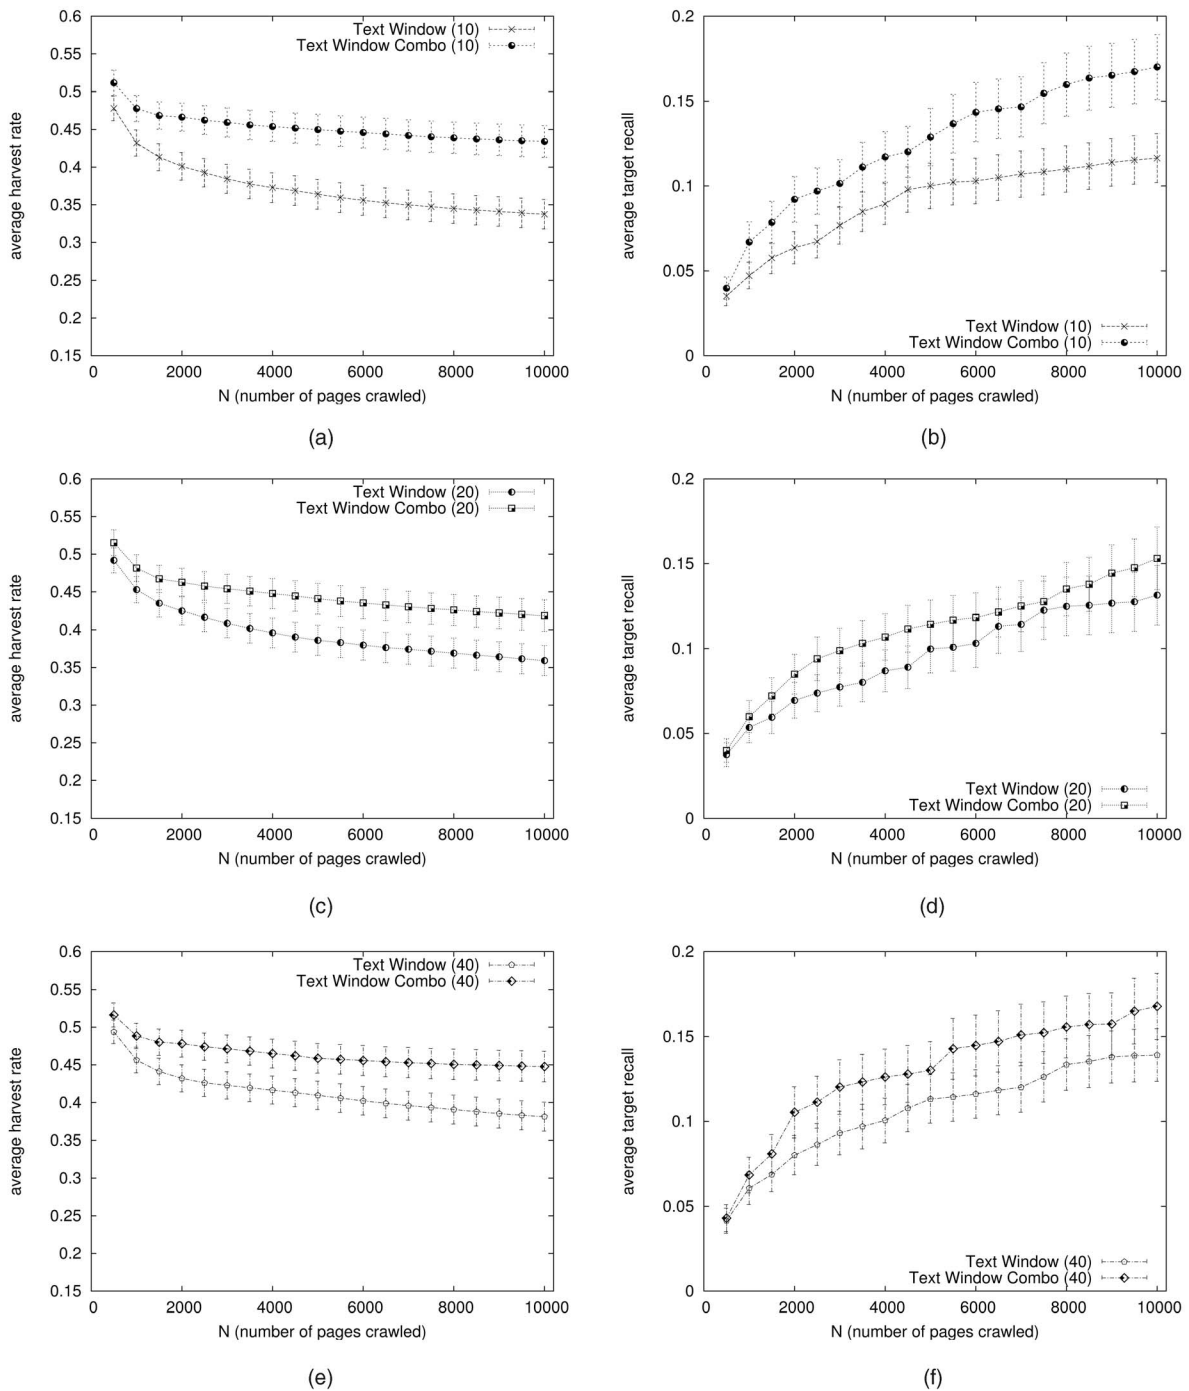 0.6
0.55
0.5
0.45
0.4
0.35
0.3
0.25
0.2
0.15
average harvest rate
Text Window (10)
Text Window Combo (10)
0 2000 4000 6000 8000 10000
N (number of pages crawled)
(a)
0.2
0.15
0.1
0.05
0
average target recall
Text Window (10)
Text Window Combo (10)
0 2000 4000 6000 8000 10000
N (number of pages crawled)
(b)
0.6
0.55
0.5
0.45
0.4
0.35
0.3
0.25
0.2
0.15
average harvest rate
Text Window (20)
Text Window Combo (20)
0 2000 4000 6000 8000 10000
N (number of pages crawled)
(c)
0.2
0.15
0.1
0.05
0
average target recall
Text Window (20)
Text Window Combo (20)
0 2000 4000 6000 8000 10000
N (number of pages crawled)
(d)
0.6
0.55
0.5
0.45
0.4
0.35
0.3
0.25
0.2
0.15
average harvest rate
Text Window (40)
Text Window Combo (40)
0 2000 4000 6000 8000 10000
N (number of pages crawled)
(e)
0.2
0.15
0.1
0.05
0
average target recall
Text Window (40)
Text Window Combo (40)
0 2000 4000 6000 8000 10000
N (number of pages crawled)
(f)